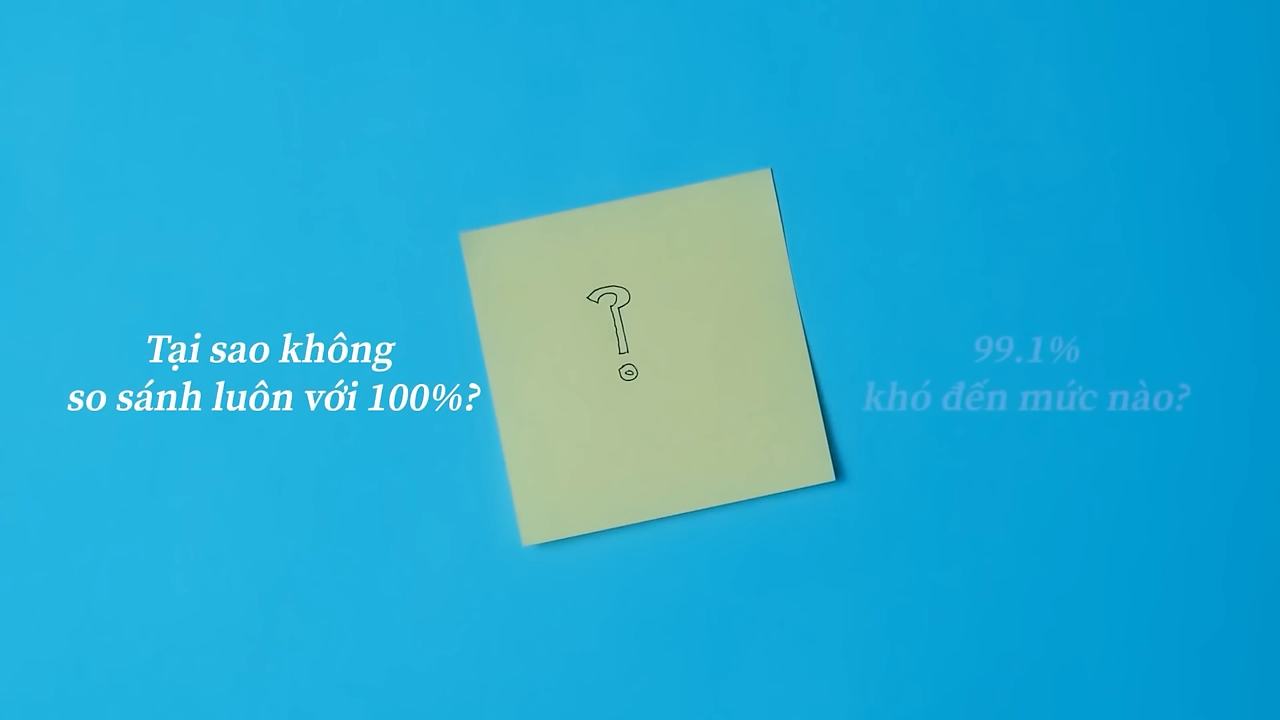 Tại sao không
so sánh luôn với 100%?
?
99.1%
khó đến mức nào?